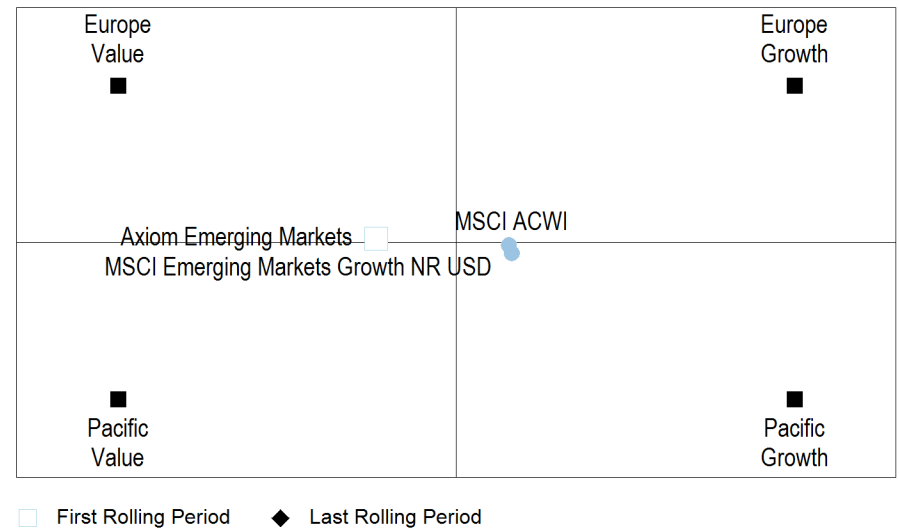 Europe
Value
Europe
Growth
MSCI ACWI
Axiom Emerging Markets
MSCI Emerging Markets Growth NR USD
Pacific
Value
Pacific
Growth
First Rolling Period
Last Rolling Period